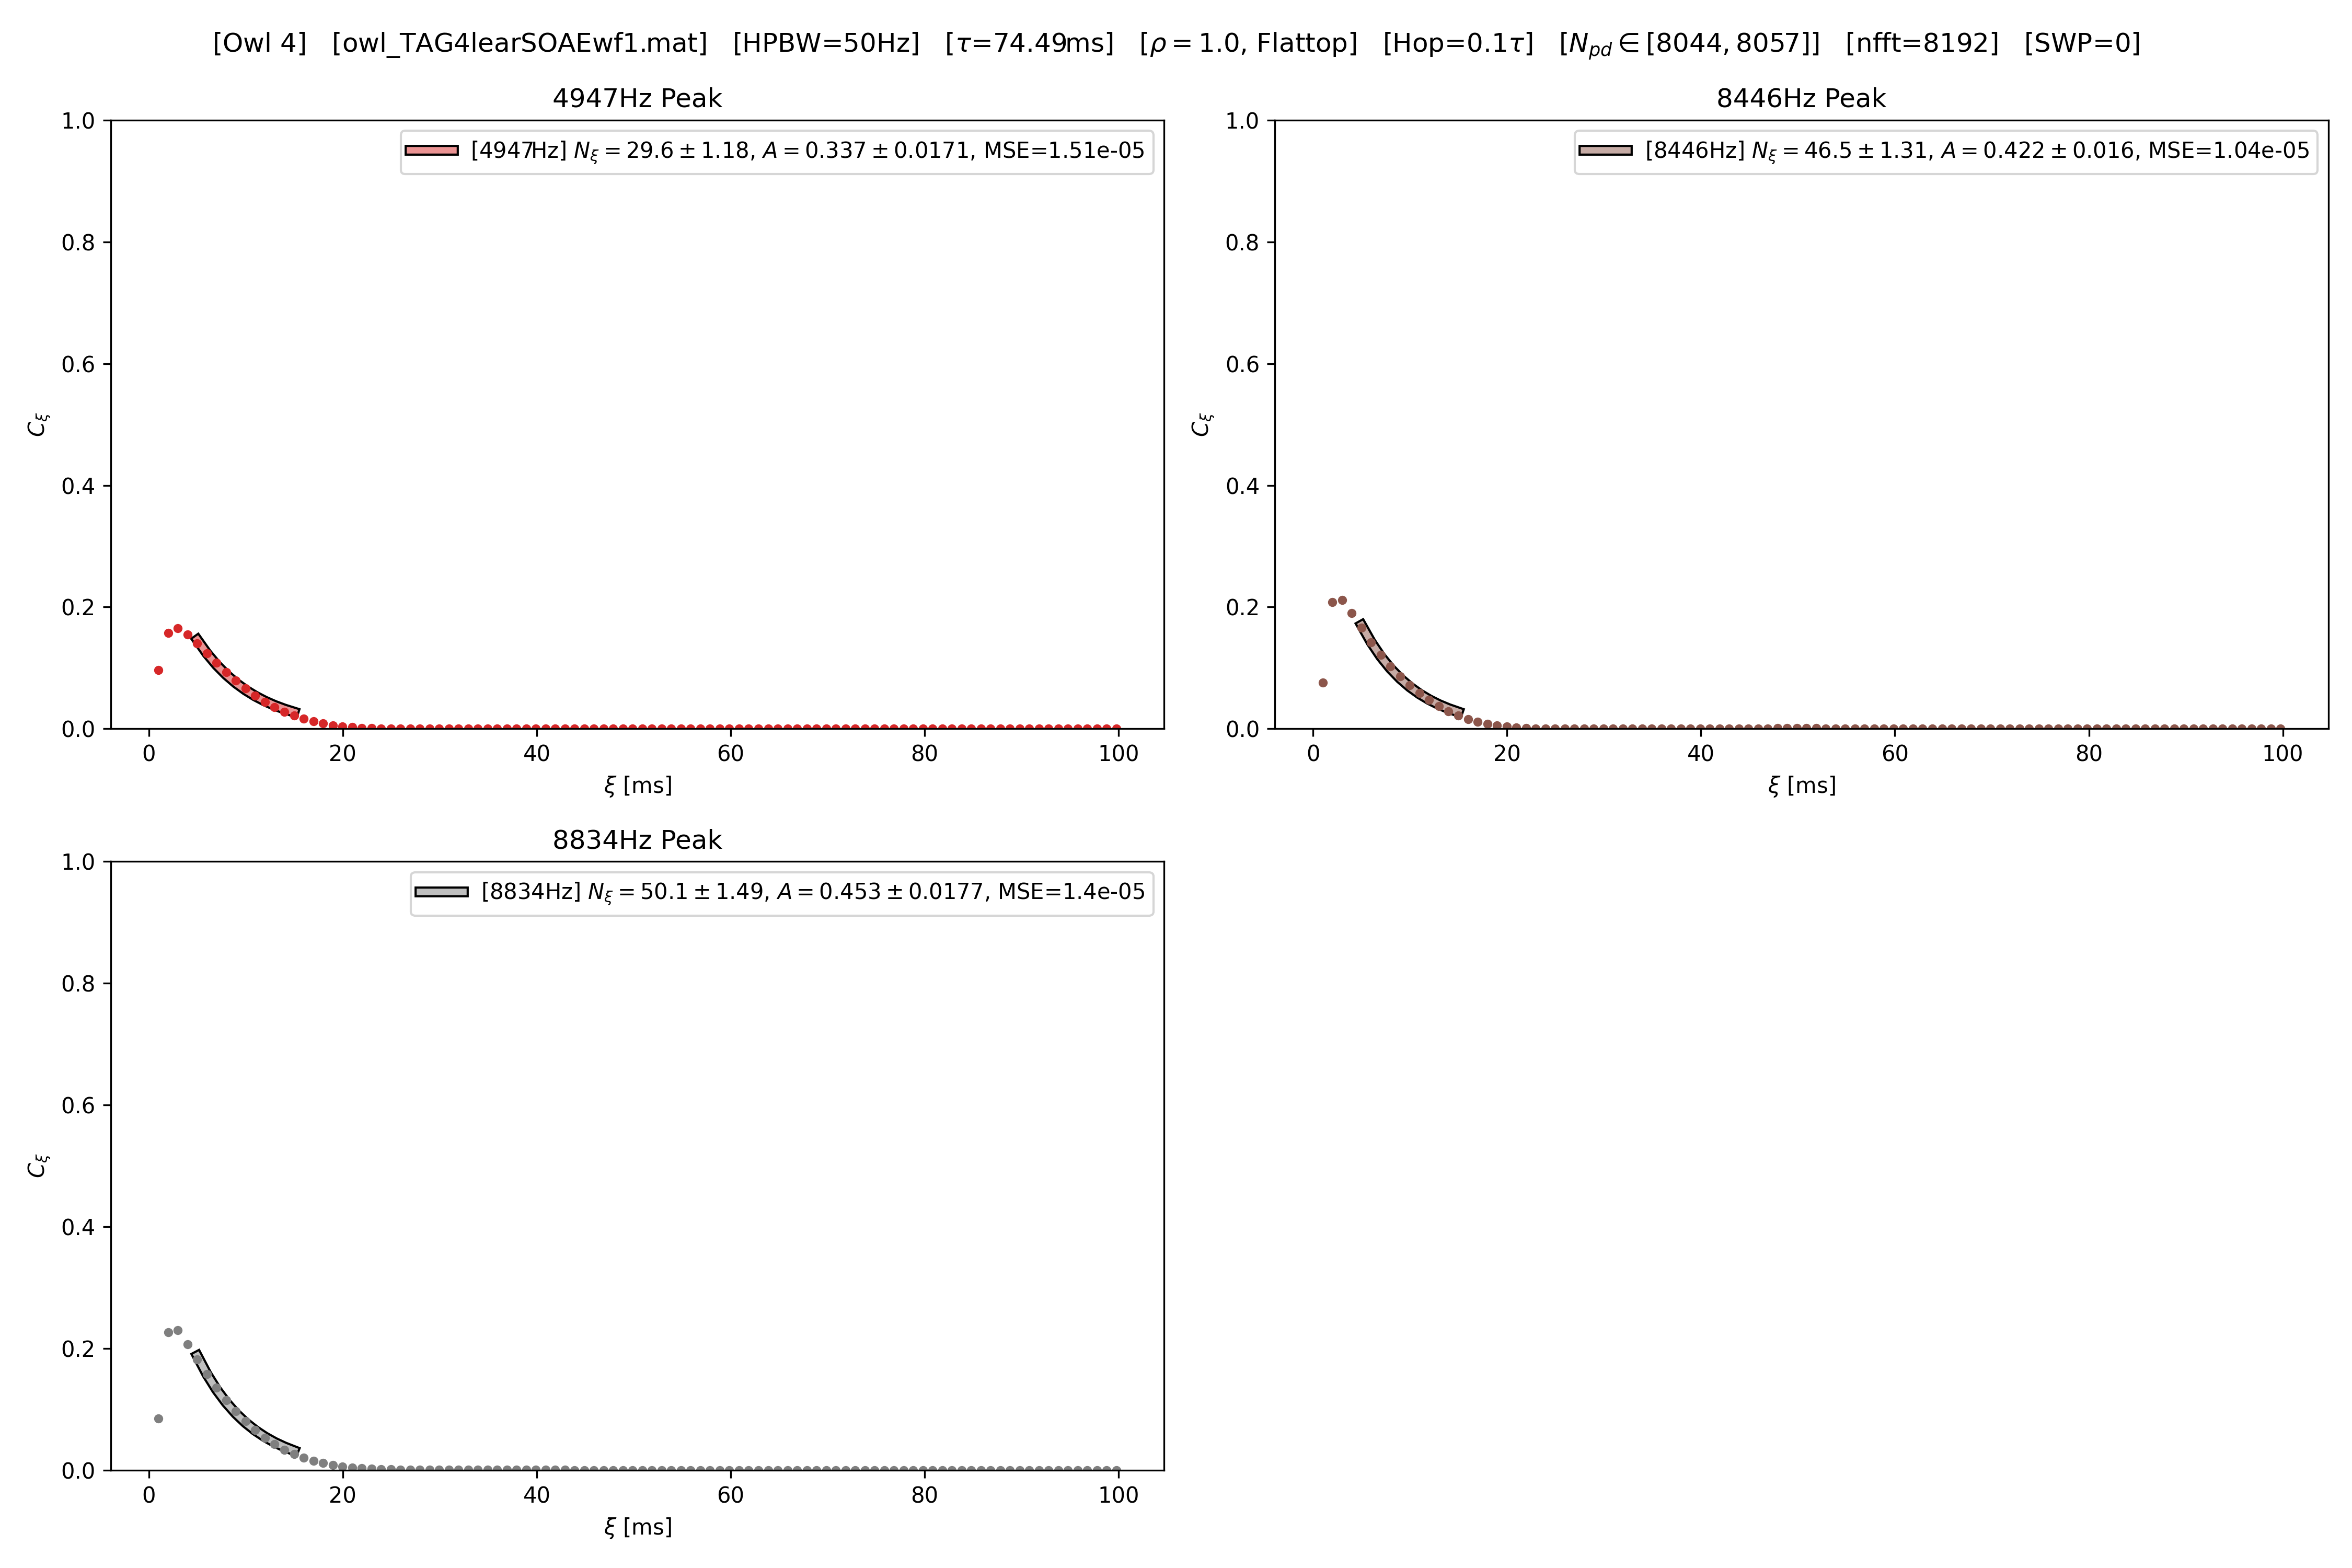 [Owl 4] [owl_TAG4learSOAEwf1.mat] [HPBW=50Hz] [τ=74.49ms] [ρ = 1.0, Flattop] [Hop=0.1τ] [N_pd ∈ [8044, 8057]] [nfft=8192] [SWP=0]
4947Hz Peak
[4947Hz] N_ξ = 29.6 ± 1.18, A = 0.337 ± 0.0171, MSE=1.51e-05
1.0
0.8
0.6
0.4
0.2
0.0
C_ξ
0 20 40 60 80 100
ξ [ms]
8446Hz Peak
[8446Hz] N_ξ = 46.5 ± 1.31, A = 0.422 ± 0.016, MSE=1.04e-05
1.0
0.8
0.6
0.4
0.2
0.0
C_ξ
0 20 40 60 80 100
ξ [ms]
8834Hz Peak
[8834Hz] N_ξ = 50.1 ± 1.49, A = 0.453 ± 0.0177, MSE=1.4e-05
1.0
0.8
0.6
0.4
0.2
0.0
C_ξ
0 20 40 60 80 100
ξ [ms]